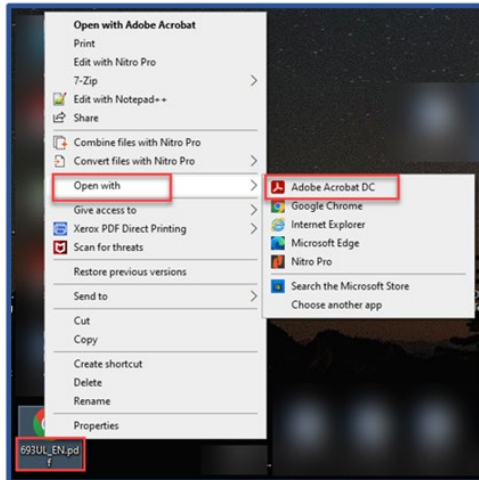 Open with Adobe Acrobat
Print
Edit with Nitro Pro
7-Zip
Edit with Notepad++
Share
Combine files with Nitro Pro
Convert files with Nitro Pro
Open with
Give access to
Xerox PDF Direct Printing
Scan for threats
Restore previous versions
Send to
Cut
Copy
Create shortcut
Delete
Rename
Properties
Adobe Acrobat DC
Google Chrome
Internet Explorer
Microsoft Edge
Nitro Pro
Search the Microsoft Store
Choose another app
693UL_EN.pd
f